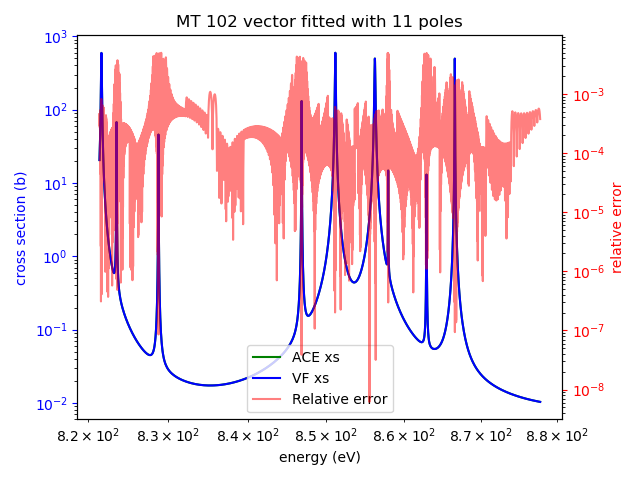 MT 102 vector fitted with 11 poles
10³
10²
10¹
10⁰
10⁻¹
10⁻²
cross section (b)
10⁻³
10⁻⁴
10⁻⁵
10⁻⁶
10⁻⁷
10⁻⁸
relative error
ACE xs
VF xs
Relative error
8.2 × 10² 8.3 × 10² 8.4 × 10² 8.5 × 10² 8.6 × 10² 8.7 × 10² 8.8 × 10²
energy (eV)